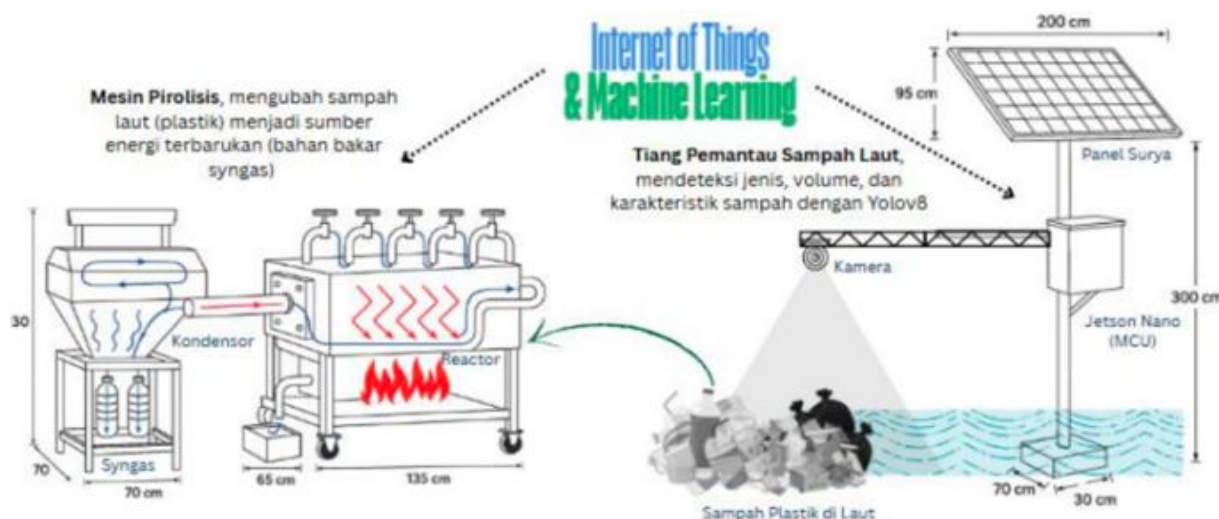 Internet of Things
& Machine Learning
Mesin Pirolisis, mengubah sampah
laut (plastik) menjadi sumber
energi terbarukan (bahan bakar
syngas)
Tiang Pemantau Sampah Laut,
mendeteksi jenis, volume, dan
karakteristik sampah dengan Yolov8
200 cm
95 cm
Panel Surya
Kamera
300 cm
Jetson Nano
(MCU)
30
Kondensor
Reactor
Syngas
70
70 cm
65 cm
135 cm
70 cm
30 cm
Sampah Plastik di Laut